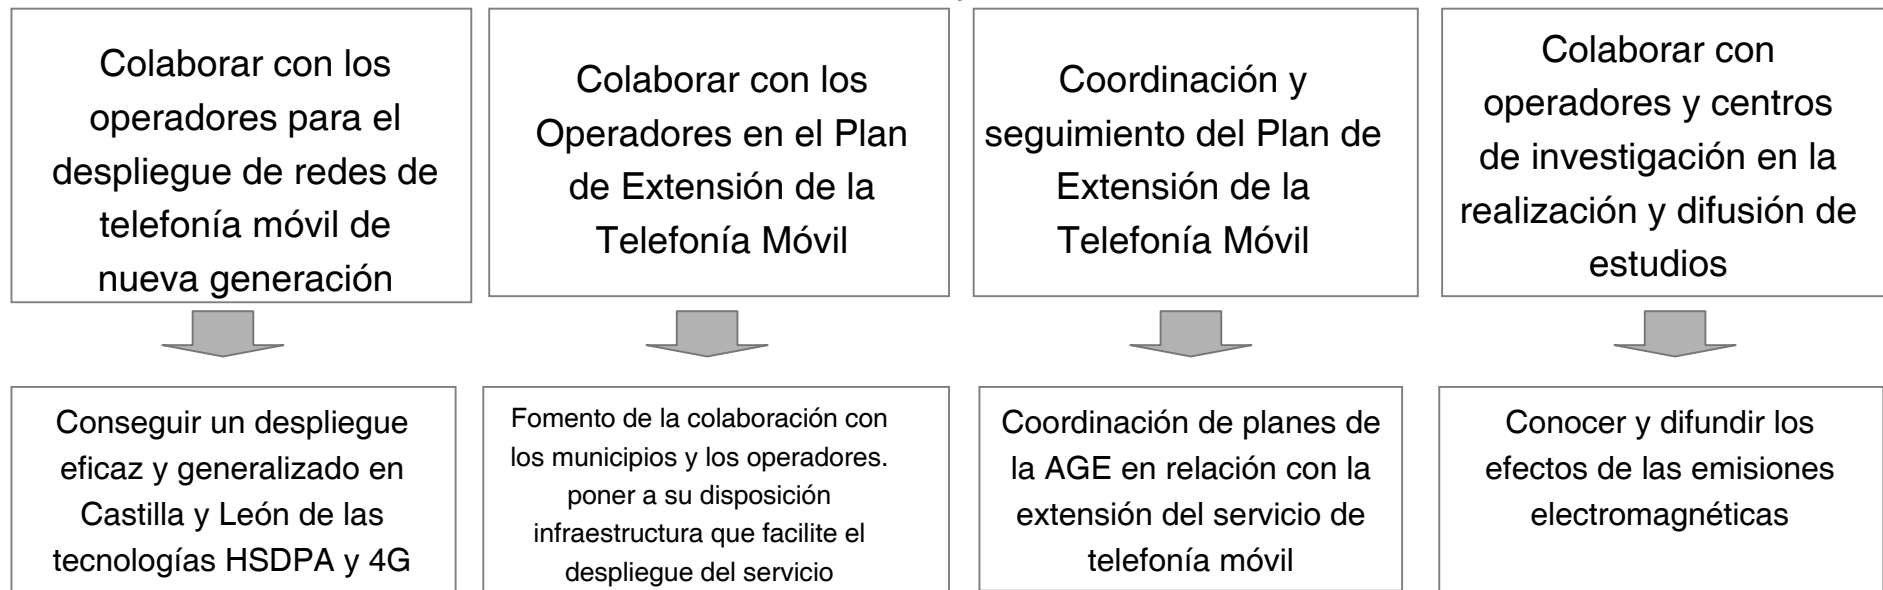 Colaborar con los
operadores para el
despliegue de redes de
telefonía móvil de
nueva generación
Colaborar con los
Operadores en el Plan
de Extensión de la
Telefonía Móvil
Coordinación y
seguimiento del Plan de
Extensión de la
Telefonía Móvil
Colaborar con
operadores y centros
de investigación en la
realización y difusión de
estudios
Conseguir un despliegue
eficaz y generalizado en
Castilla y León de las
tecnologías HSDPA y 4G
Fomento de la colaboración con
los municipios y los operadores.
poner a su disposición
infraestructura que facilite el
despliegue del servicio
Coordinación de planes de
la AGE en relación con la
extensión del servicio de
telefonía móvil
Conocer y difundir los
efectos de las emisiones
electromagnéticas